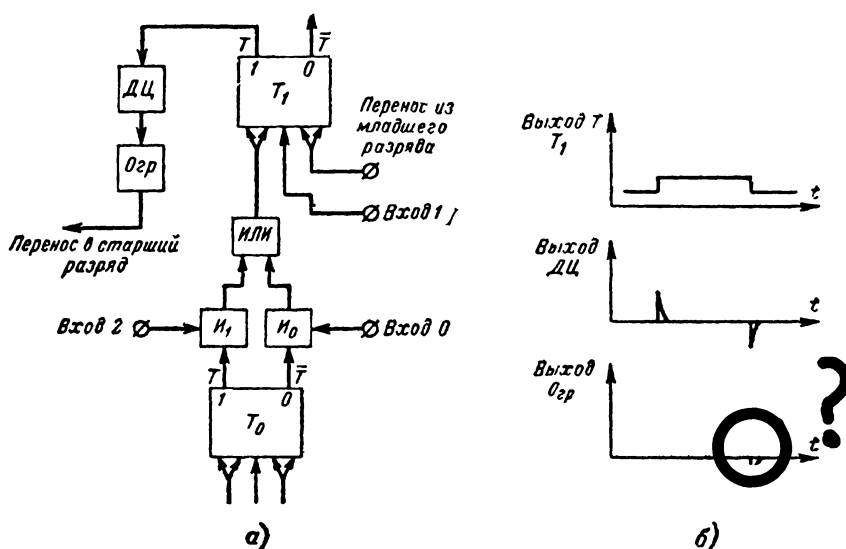 T T̅
1 0
T₁
ДЦ
Огр
Перенос из
младшего
разряда
Вход 1
Перенос в старший
разряд
ИЛИ
Вход 2
И₁
И₀
Вход 0
T T̅
1 0
T₀
а)
Выход T
T₁
t
Выход
ДЦ
t
Выход
Огр
t
?
б)